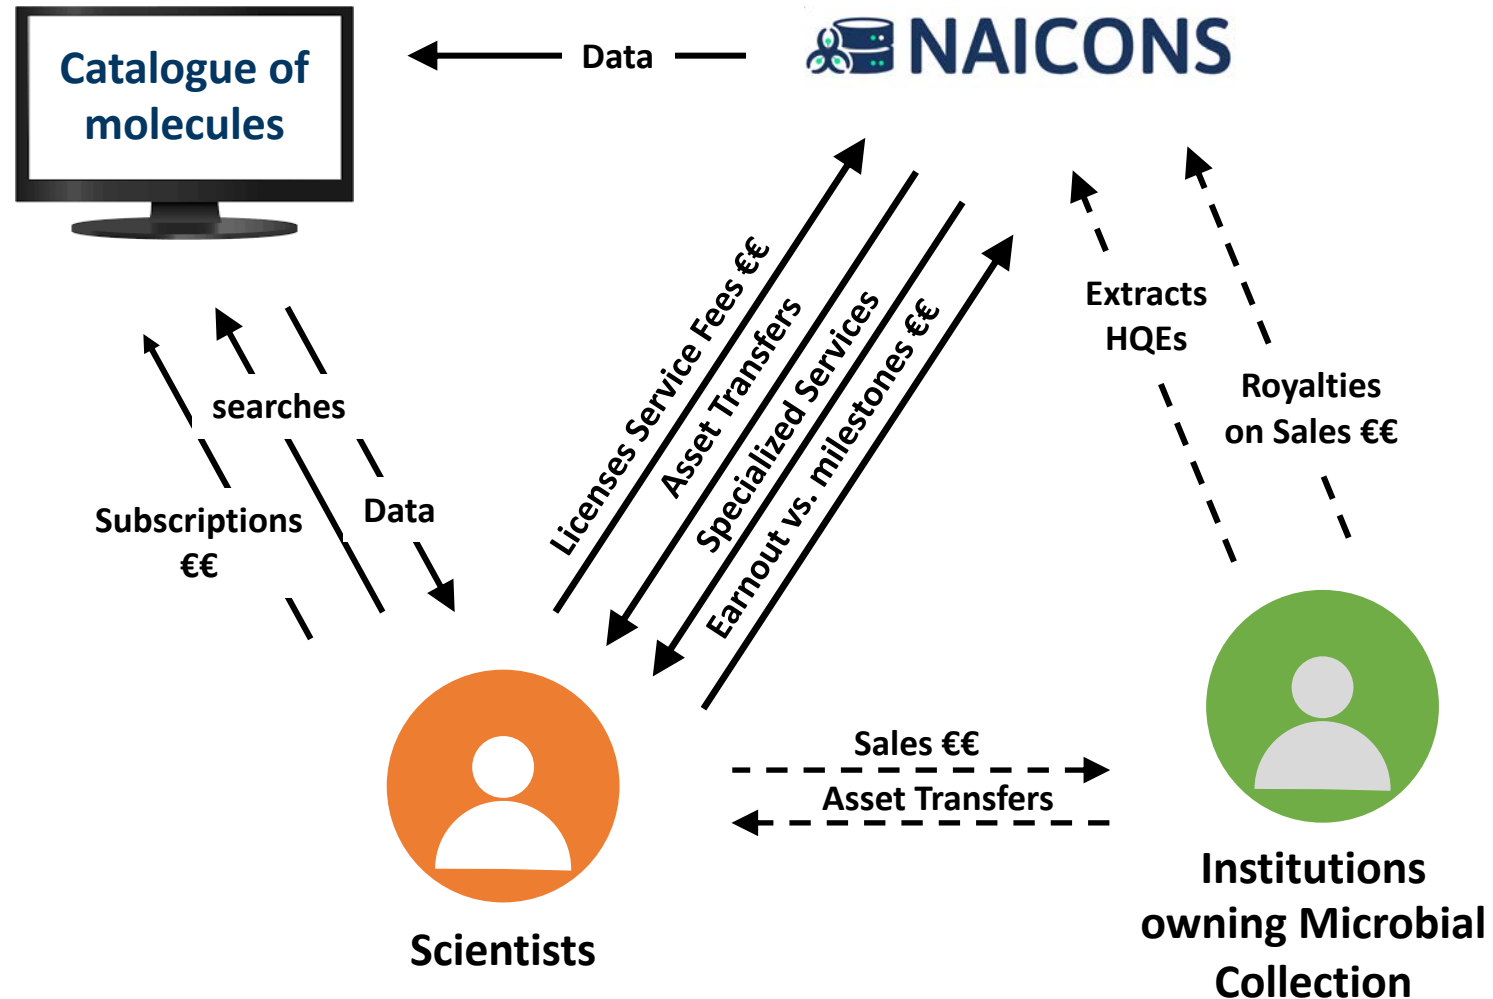 Catalogue of
molecules
Data
NAICONS
Licenses Service Fees €€
Asset Transfers
Specialized Services
Earnout vs. milestones €€
Extracts
HQEs
Royalties
on Sales €€
searches
Data
Subscriptions
€€
Sales €€
Asset Transfers
Scientists
Institutions
owning Microbial
Collection